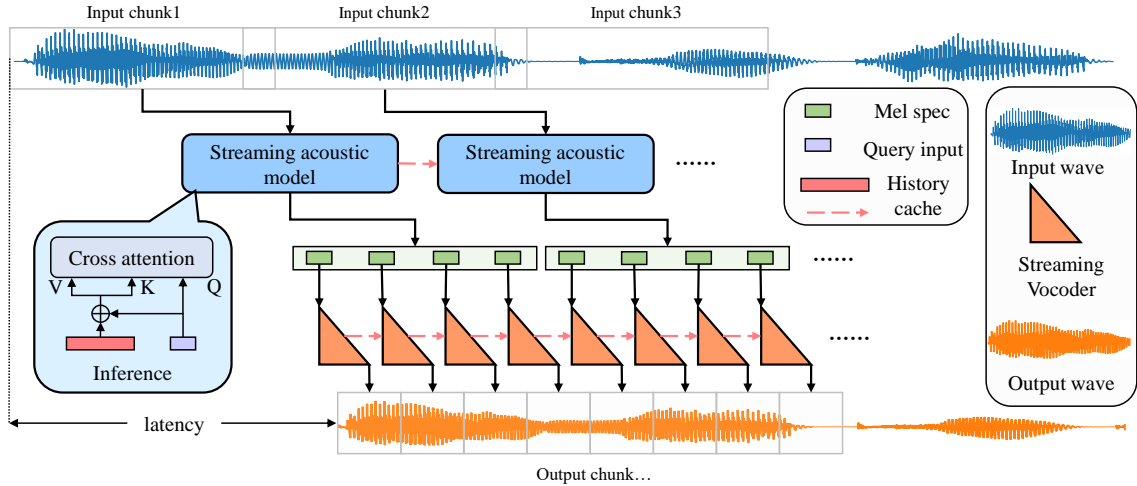 Input chunk1
Input chunk2
Input chunk3
Streaming acoustic
model
Streaming acoustic
model
......
Mel spec
Query input
History
cache
Input wave
Streaming
Vocoder
Output wave
Cross attention
V
K
Q
Inference
......
......
latency
Output chunk…